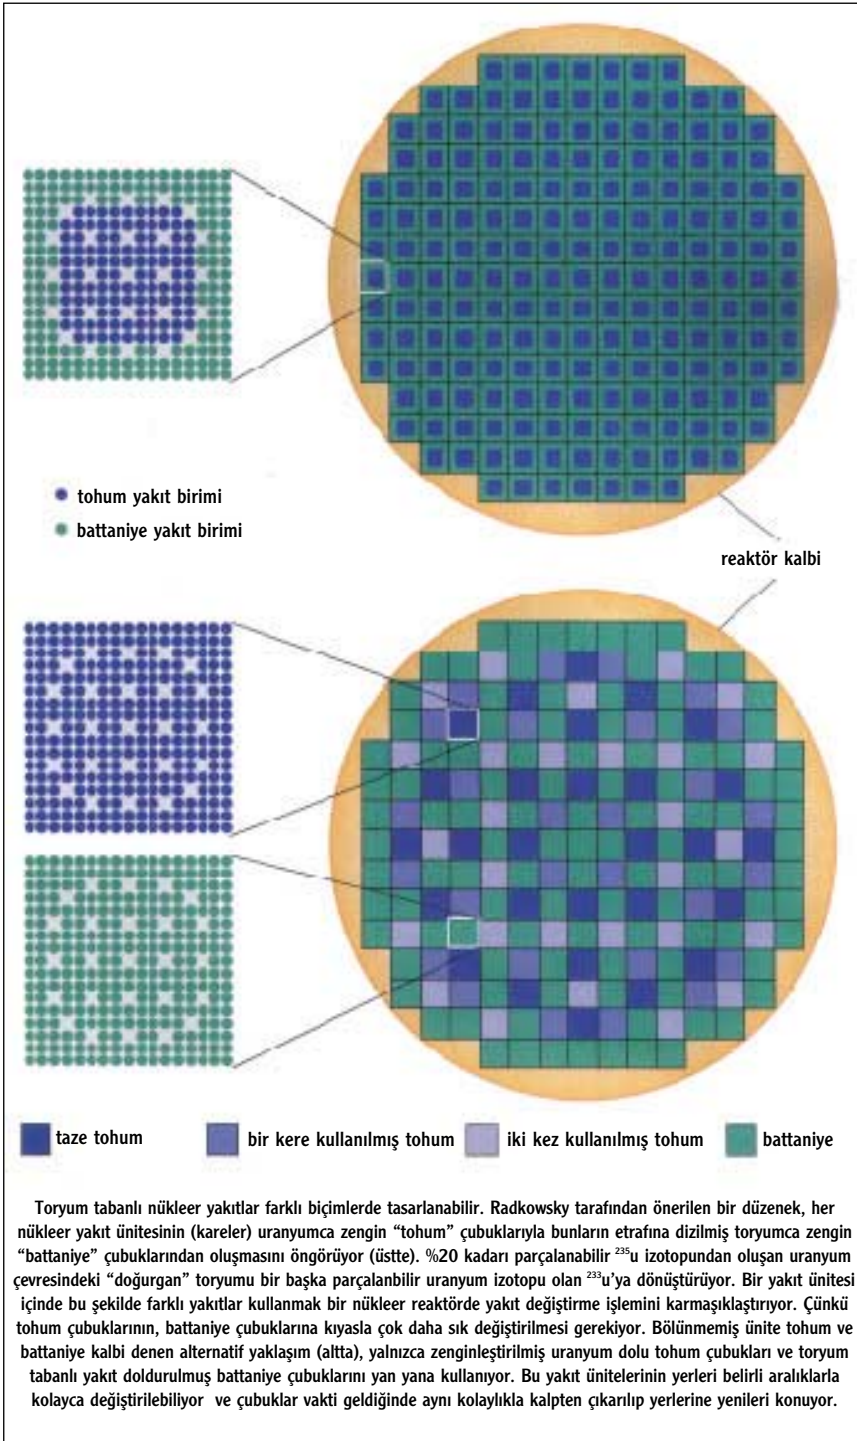 tohum yakıt birimi
battaniye yakıt birimi
reaktör kalbi
taze tohum
bir kere kullanılmış tohum
iki kez kullanılmış tohum
battaniye
Toryum tabanlı nükleer yakıtlar farklı biçimlerde tasarlanabilir. Radkowsky tarafından önerilen bir düzenek, her
nükleer yakıt ünitesinin (kareler) uranyumca zengin “tohum” çubuklarıyla bunların etrafına dizilmiş toryumca zengin
“battaniye” çubuklarından oluşmasını öngörüyor (üstte). %20 kadarı parçalanabilir ²³⁵u izotopundan oluşan uranyum
çevresindeki “doğurgan” toryumu bir başka parçalanbilir uranyum izotopu olan ²³³u’ya dönüştürüyor. Bir yakıt ünitesi
içinde bu şekilde farklı yakıtlar kullanmak bir nükleer reaktörde yakıt değiştirme işlemini karmaşıklaştırıyor. Çünkü
tohum çubuklarının, battaniye çubuklarına kıyasla çok daha sık değiştirilmesi gerekiyor. Bölünmemiş ünite tohum ve
battaniye kalbi denen alternatif yaklaşım (altta), yalnızca zenginleştirilmiş uranyum dolu tohum çubukları ve toryum
tabanlı yakıt doldurulmuş battaniye çubuklarını yan yana kullanıyor. Bu yakıt ünitelerinin yerleri belirli aralıklarla
kolayca değiştirilebiliyor ve çubuklar vakti geldiğinde aynı kolaylıkla kalpten çıkarılıp yerlerine yenileri konuyor.